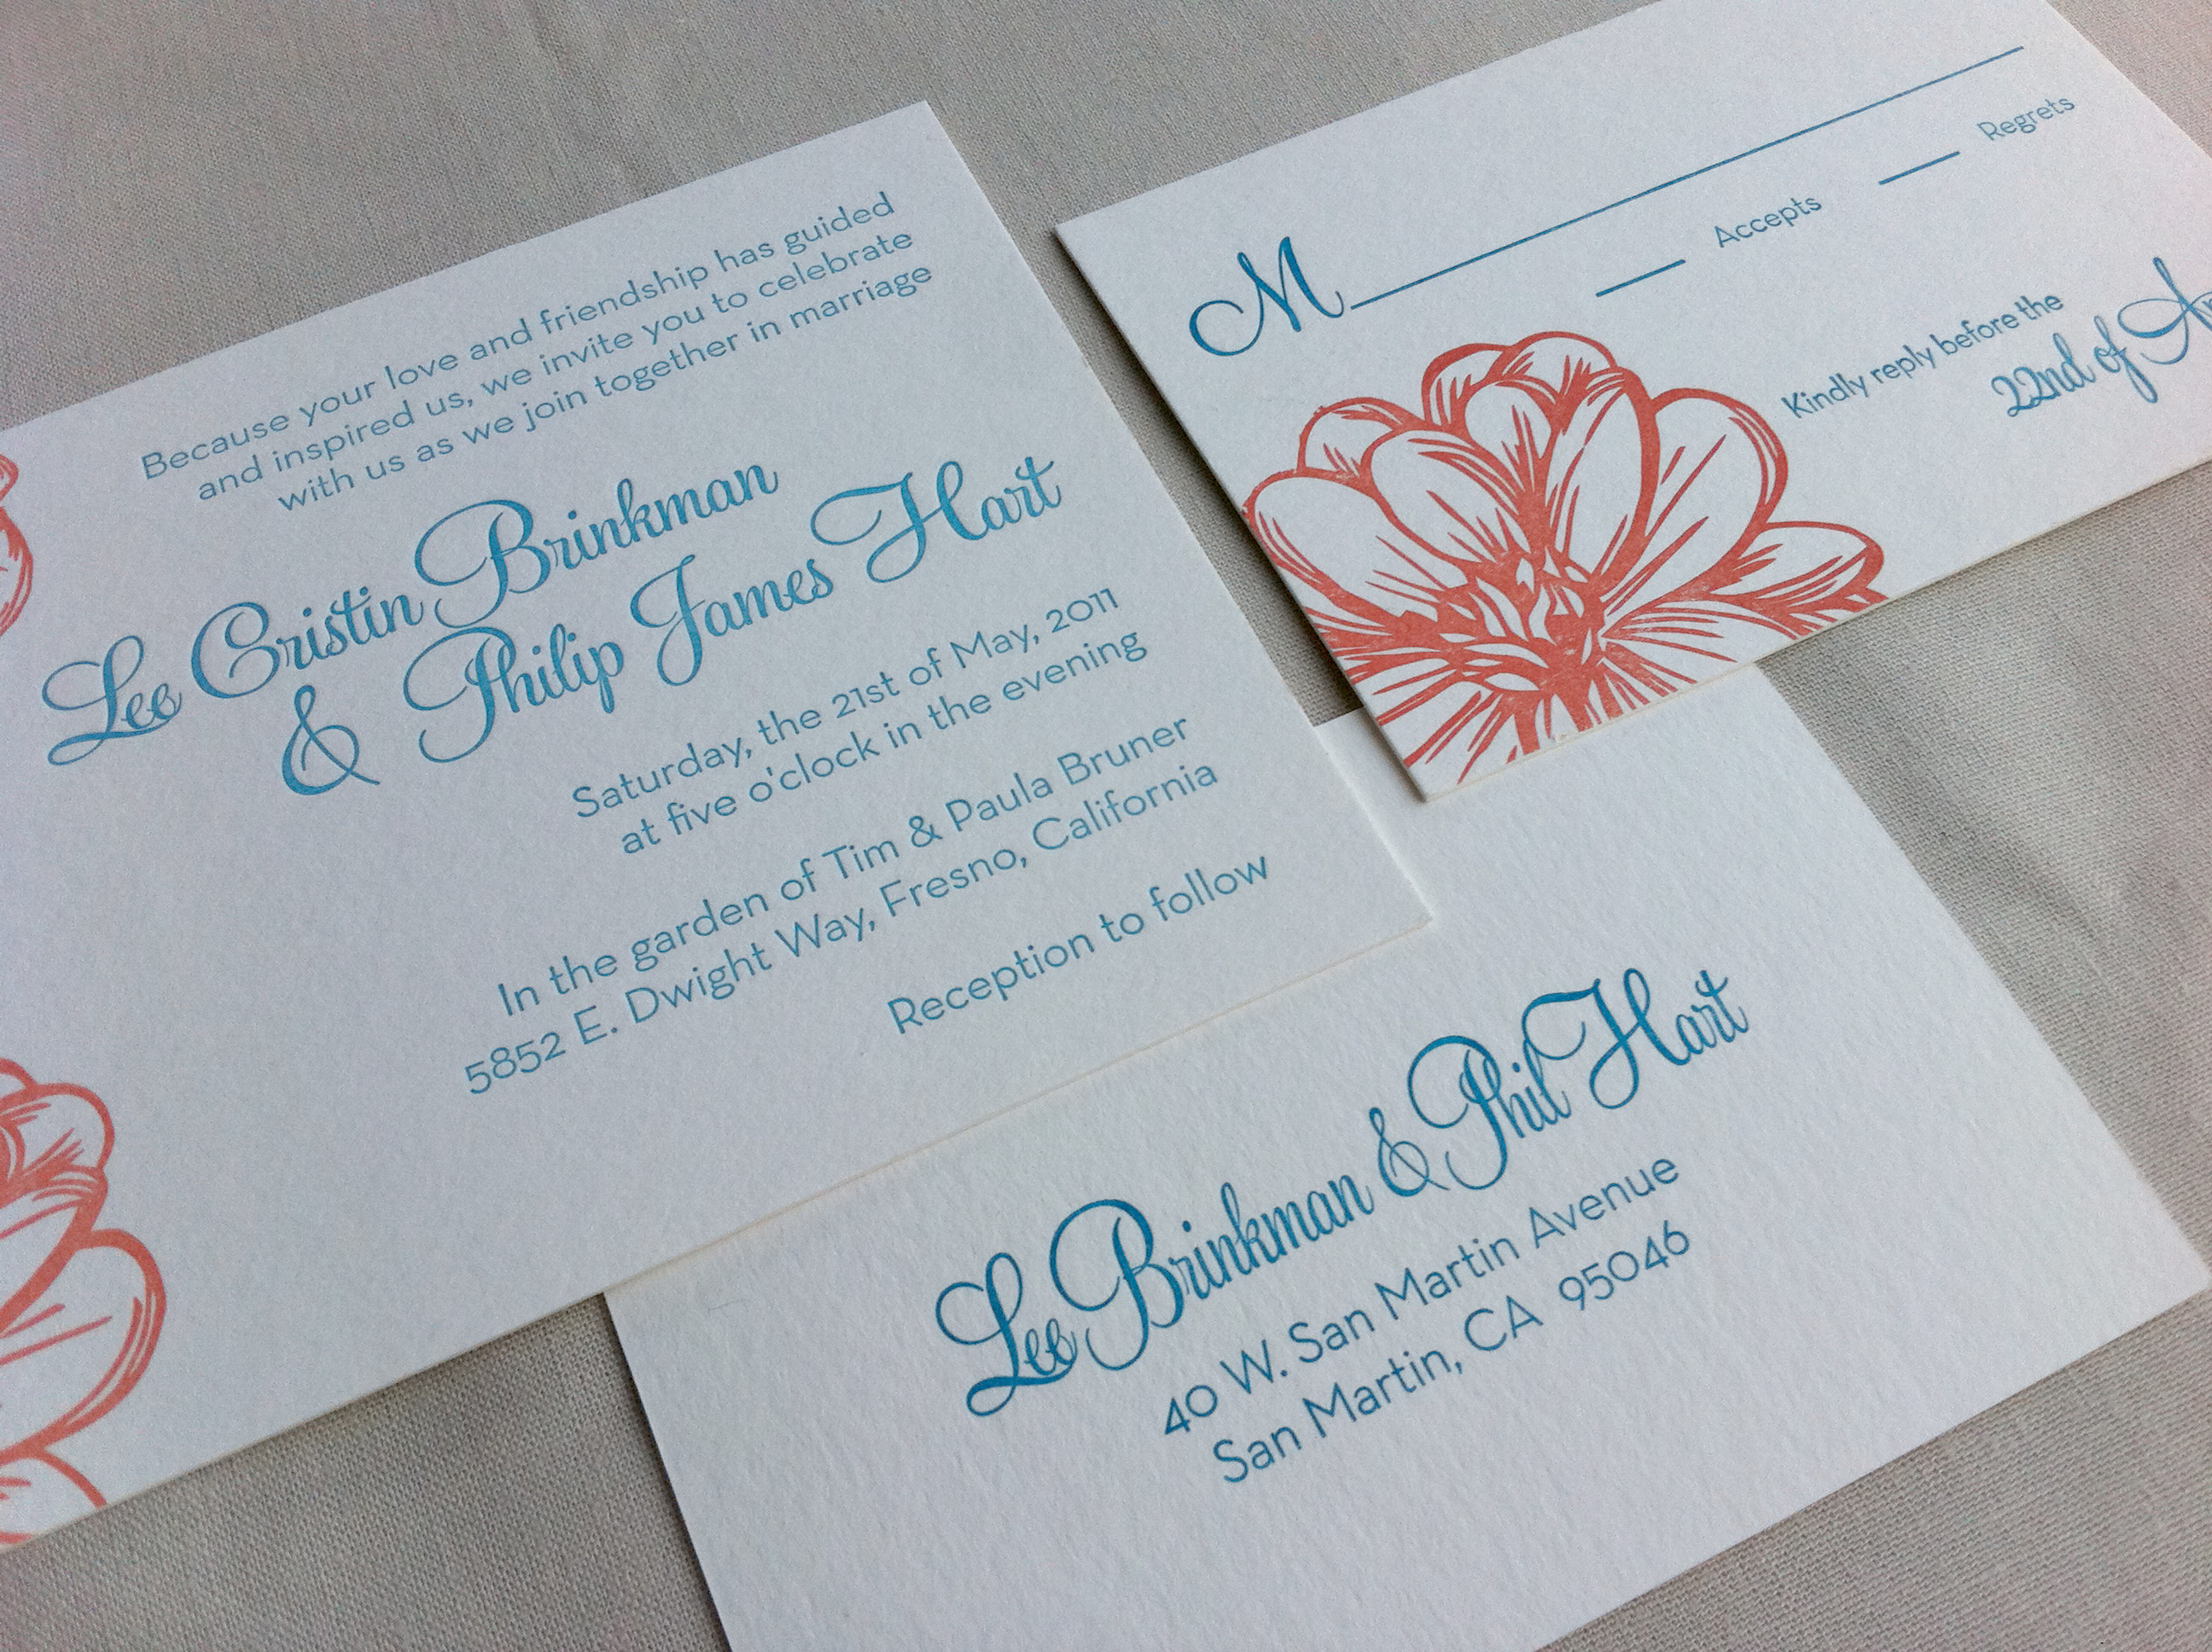 Because your love and friendship has guided
and inspired us, we invite you to celebrate
with us as we join together in marriage
Lee Cristin Brinkman
& Philip James Hart
Saturday, the 21st of May, 2011
at five o'clock in the evening
In the garden of Tim & Paula Bruner
5852 E. Dwight Way, Fresno, California
Reception to follow
M
Accepts
Regrets
Kindly reply before the
22nd of
Lee Brinkman & Phil Hart
40 W. San Martin Avenue
San Martin, CA 95046